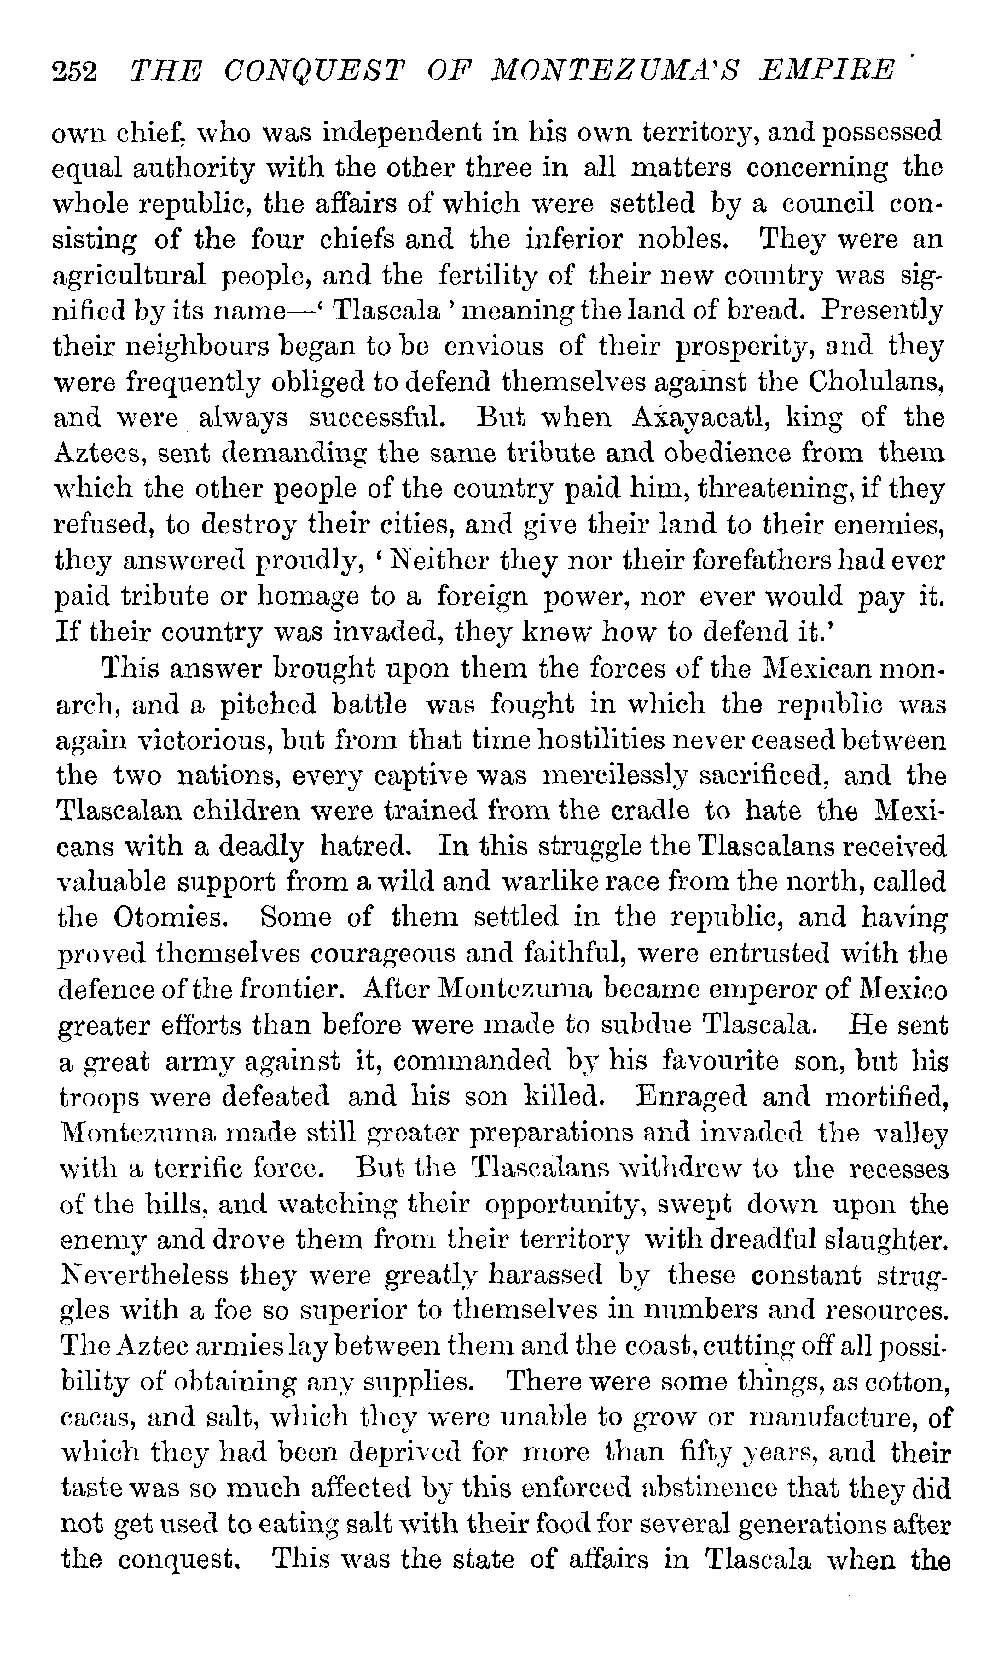 252 THE CONQUEST OF MONTEZUMA'S EMPIRE
own chief, who was independent in his own territory, and possessed
equal authority with the other three in all matters concerning the
whole republic, the affairs of which were settled by a council con-
sisting of the four chiefs and the inferior nobles. They were an
agricultural people, and the fertility of their new country was sig-
nified by its name—‘ Tlascala ’ meaning the land of bread. Presently
their neighbours began to be envious of their prosperity, and they
were frequently obliged to defend themselves against the Cholulans,
and were always successful. But when Axayacatl, king of the
Aztecs, sent demanding the same tribute and obedience from them
which the other people of the country paid him, threatening, if they
refused, to destroy their cities, and give their land to their enemies,
they answered proudly, ‘ Neither they nor their forefathers had ever
paid tribute or homage to a foreign power, nor ever would pay it.
If their country was invaded, they knew how to defend it.’
This answer brought upon them the forces of the Mexican mon-
arch, and a pitched battle was fought in which the republic was
again victorious, but from that time hostilities never ceased between
the two nations, every captive was mercilessly sacrificed, and the
Tlascalan children were trained from the cradle to hate the Mexi-
cans with a deadly hatred. In this struggle the Tlascalans received
valuable support from a wild and warlike race from the north, called
the Otomies. Some of them settled in the republic, and having
proved themselves courageous and faithful, were entrusted with the
defence of the frontier. After Montezuma became emperor of Mexico
greater efforts than before were made to subdue Tlascala. He sent
a great army against it, commanded by his favourite son, but his
troops were defeated and his son killed. Enraged and mortified,
Montezuma made still greater preparations and invaded the valley
with a terrific force. But the Tlascalans withdrew to the recesses
of the hills, and watching their opportunity, swept down upon the
enemy and drove them from their territory with dreadful slaughter.
Nevertheless they were greatly harassed by these constant strug-
gles with a foe so superior to themselves in numbers and resources.
The Aztec armies lay between them and the coast, cutting off all possi-
bility of obtaining any supplies. There were some things, as cotton,
cacas, and salt, which they were unable to grow or manufacture, of
which they had been deprived for more than fifty years, and their
taste was so much affected by this enforced abstinence that they did
not get used to eating salt with their food for several generations after
the conquest. This was the state of affairs in Tlascala when the